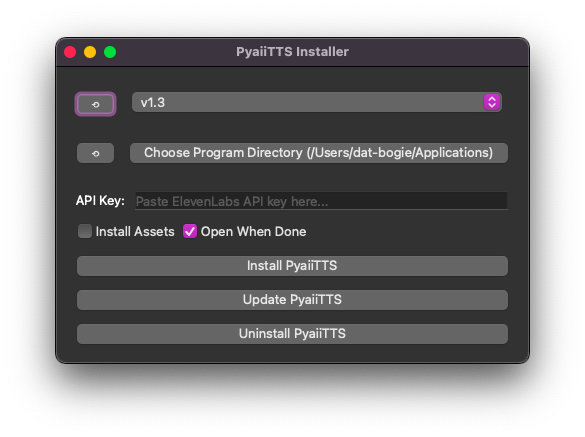 PyaiiTTS Installer
⟲ v1.3
⟲ Choose Program Directory (/Users/dat-bogie/Applications)
API Key: Paste ElevenLabs API key here...
Install Assets Open When Done
Install PyaiiTTS
Update PyaiiTTS
Uninstall PyaiiTTS